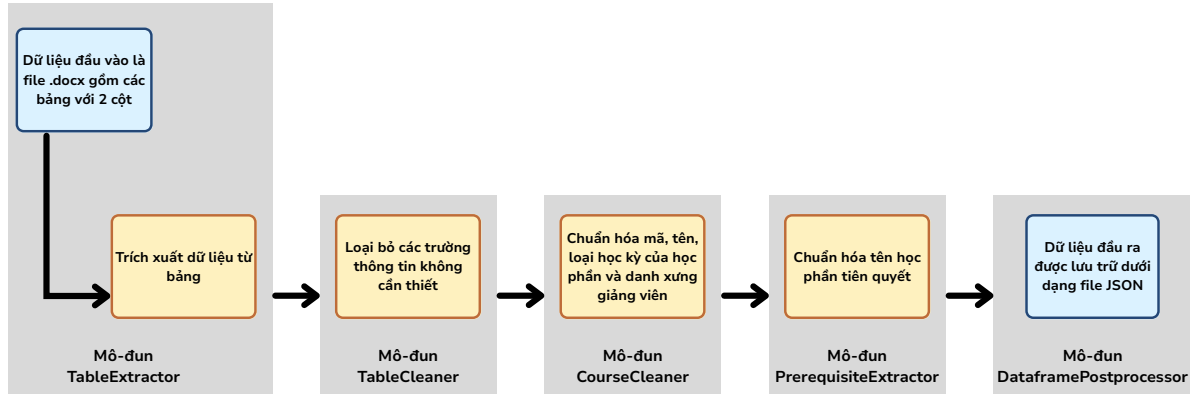 Dữ liệu đầu vào là
file .docx gồm các
bảng với 2 cột
Trích xuất dữ liệu từ
bảng
Mô-đun
TableExtractor
Loại bỏ các trường
thông tin không
cần thiết
Mô-đun
TableCleaner
Chuẩn hóa mã, tên,
loại học kỳ của học
phần và danh xưng
giảng viên
Mô-đun
CourseCleaner
Chuẩn hóa tên học
phần tiên quyết
Mô-đun
PrerequisiteExtractor
Dữ liệu đầu ra
được lưu trữ dưới
dạng file JSON
Mô-đun
DataframePostprocessor